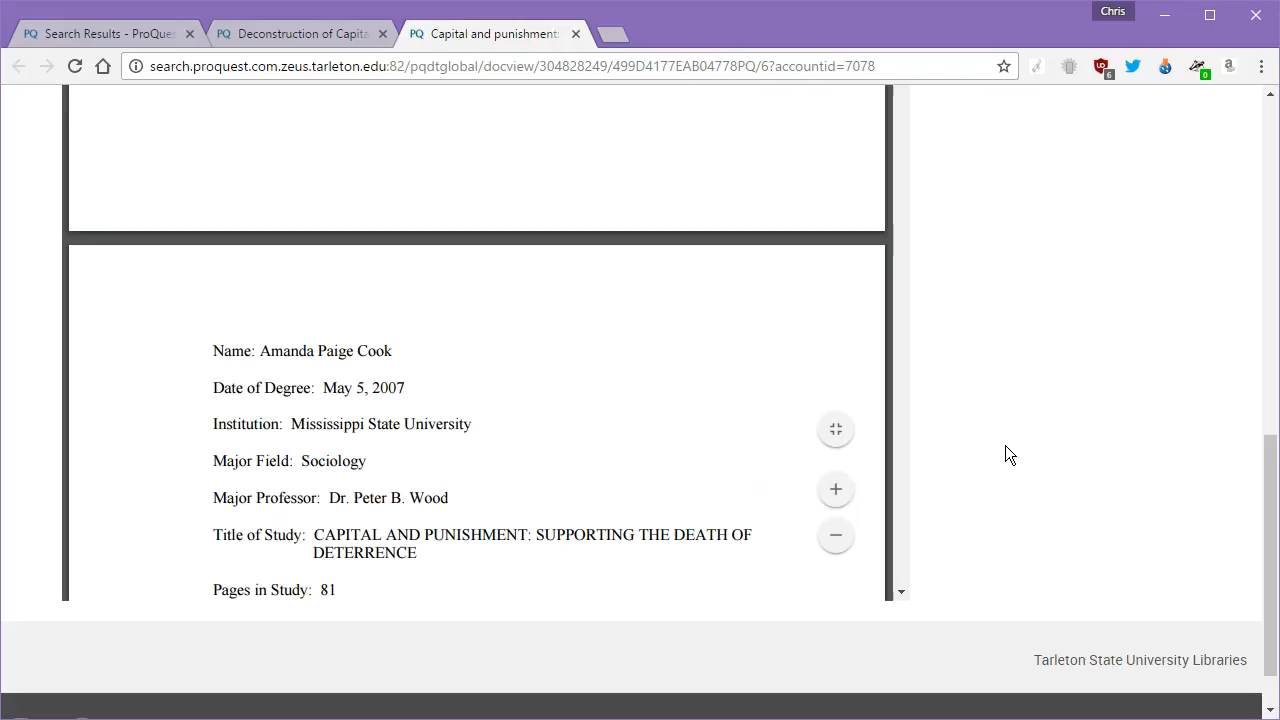 Chris
PQ Search Results - ProQues
PQ Deconstruction of Capita
PQ Capital and punishment:
search.proquest.com.zeus.tarleton.edu:82/pqdtglobal/docview/304828249/499D4177EAB04778PQ/6?accountid=7078
6
0
a
Name: Amanda Paige Cook
Date of Degree: May 5, 2007
Institution: Mississippi State University
Major Field: Sociology
Major Professor: Dr. Peter B. Wood
Title of Study: CAPITAL AND PUNISHMENT: SUPPORTING THE DEATH OF
DETERRENCE
Pages in Study: 81
Tarleton State University Libraries